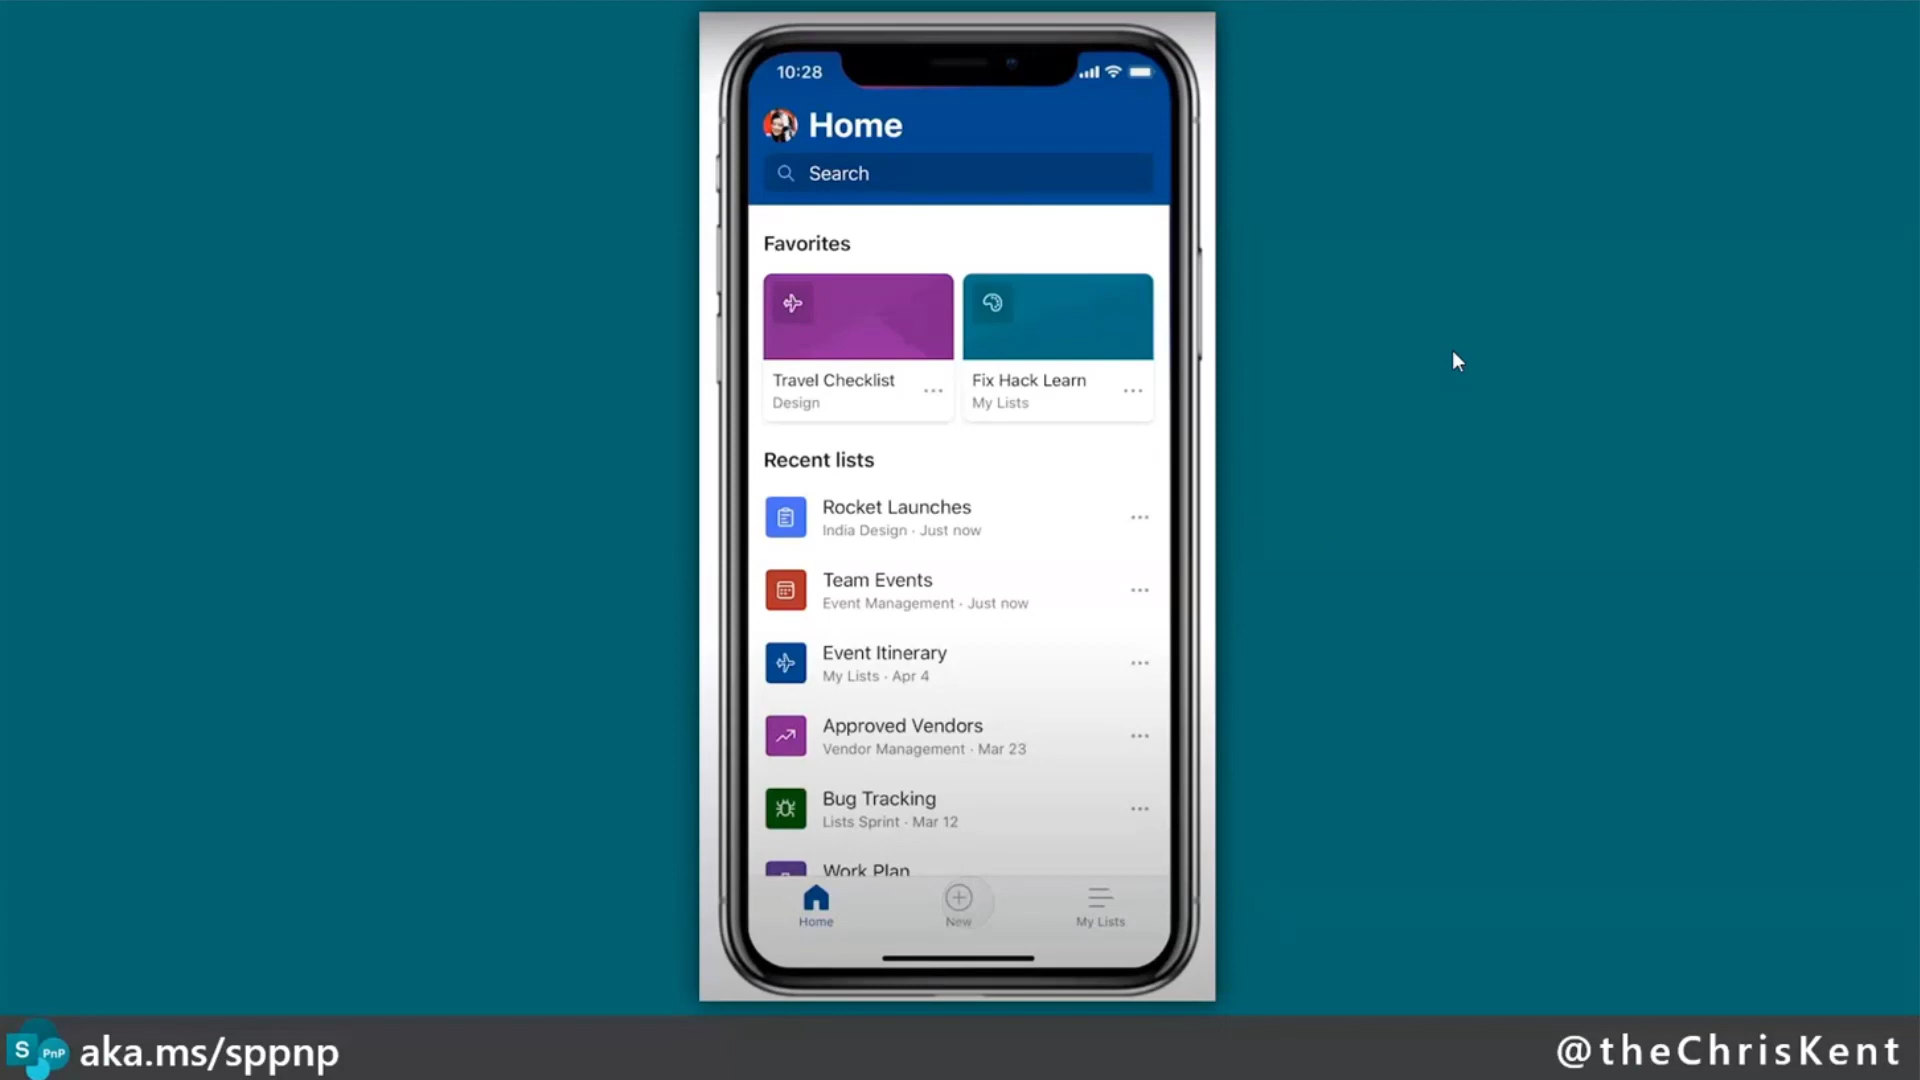 10:28
Home
Search
Favorites
Travel Checklist
Design
Fix Hack Learn
My Lists
Recent lists
Rocket Launches
India Design · Just now
Team Events
Event Management · Just now
Event Itinerary
My Lists · Apr 4
Approved Vendors
Vendor Management · Mar 23
Bug Tracking
Lists Sprint · Mar 12
Work Plan
Home
New
My Lists
S PnP aka.ms/sppnp
@theChrisKent